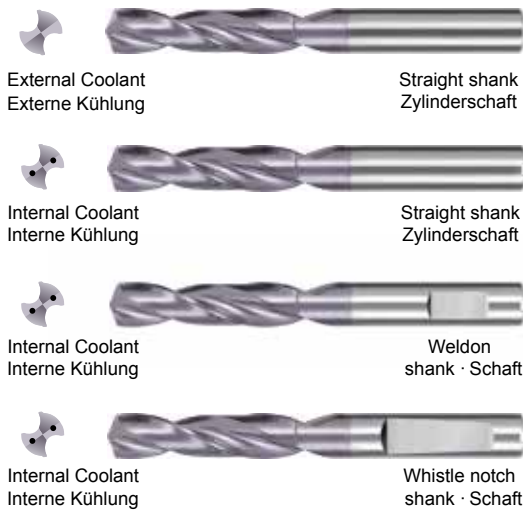 External Coolant
Externe Kühlung
Straight shank
Zylinderschaft
Internal Coolant
Interne Kühlung
Straight shank
Zylinderschaft
Internal Coolant
Interne Kühlung
Weldon
shank · Schaft
Internal Coolant
Interne Kühlung
Whistle notch
shank · Schaft